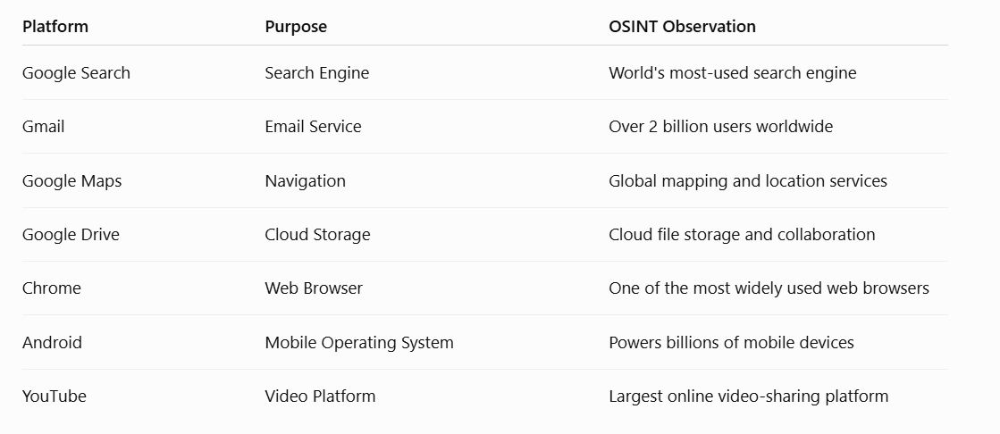 Platform Purpose OSINT Observation
Google Search Search Engine World's most-used search engine
Gmail Email Service Over 2 billion users worldwide
Google Maps Navigation Global mapping and location services
Google Drive Cloud Storage Cloud file storage and collaboration
Chrome Web Browser One of the most widely used web browsers
Android Mobile Operating System Powers billions of mobile devices
YouTube Video Platform Largest online video-sharing platform